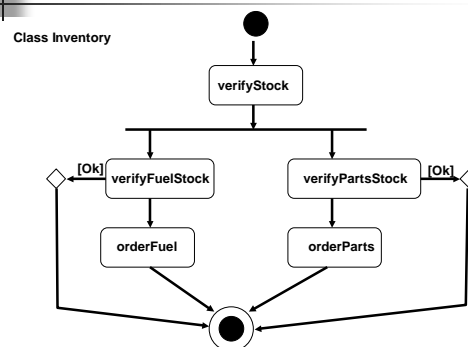 Class Inventory
verifyStock
[Ok] verifyFuelStock verifyPartsStock [Ok]
orderFuel orderParts